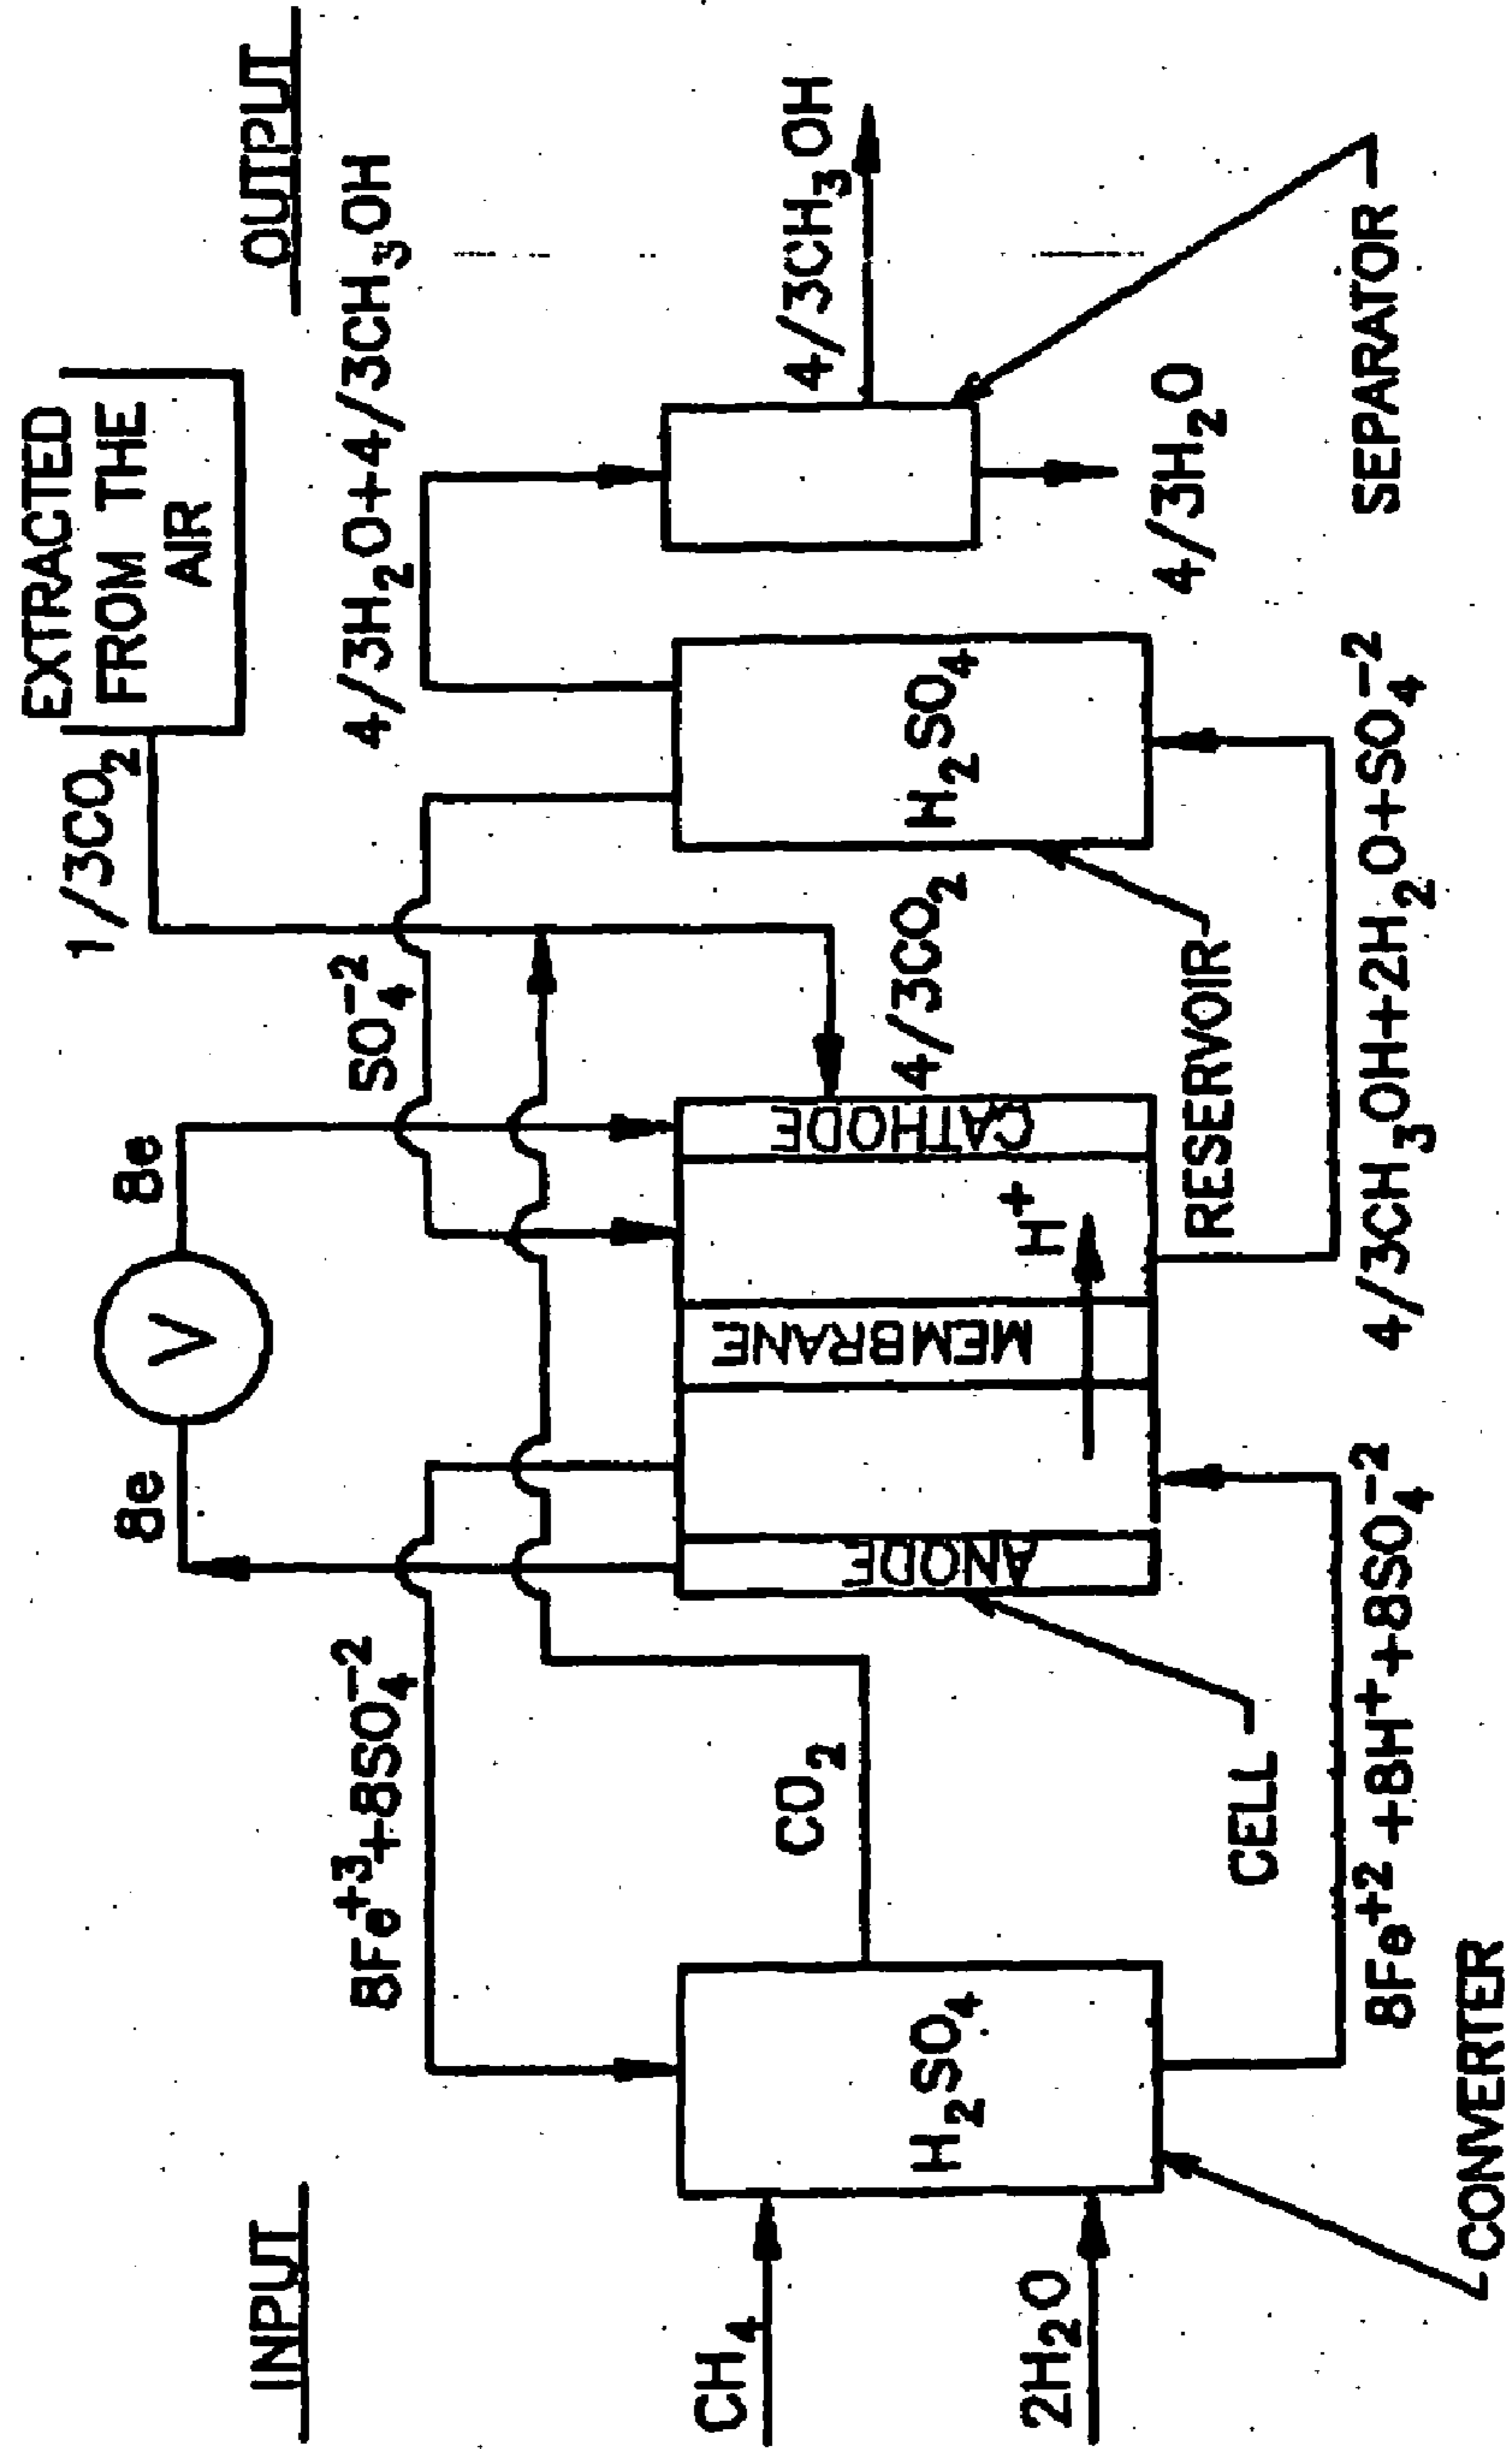 INPUT
OUTPUT
EXTRACTED
FROM THE
AIR
1/3CO₂
8e
V
8e
8Fe⁺³+8SO₄⁻²
SO₄⁻²
4/3H₂O+4/3CH₃OH
CH₄
2H₂O
H₂SO₄
CO₂
ANODE
MEMBRANE
H⁺
CATHODE
4/3CO₂
H₂SO₄
4/3CH₃OH
4/3H₂O
CELL
RESERVOIR
SEPARATOR
8Fe⁺²+8H⁺+8SO₄⁻²
4/3CH₃OH+2H₂O+SO₄⁻²
CONVERTER